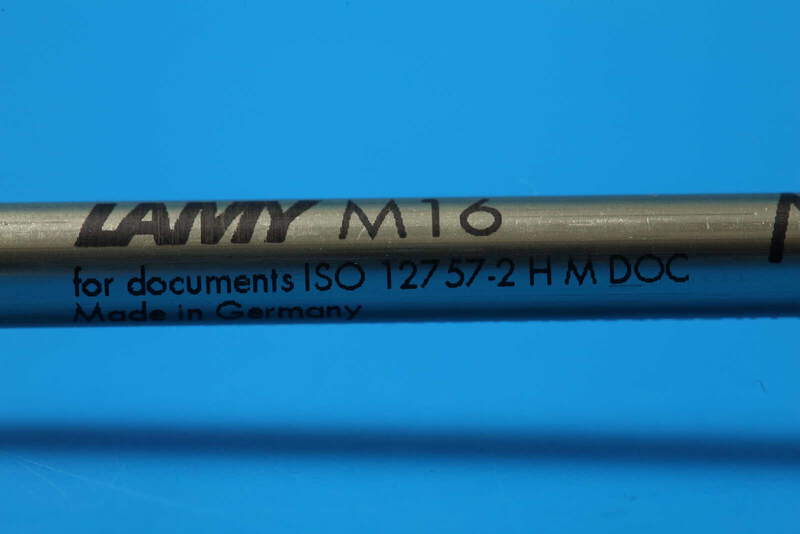 LAMY M16
for documents ISO 12757-2 H M DOC
Made in Germany